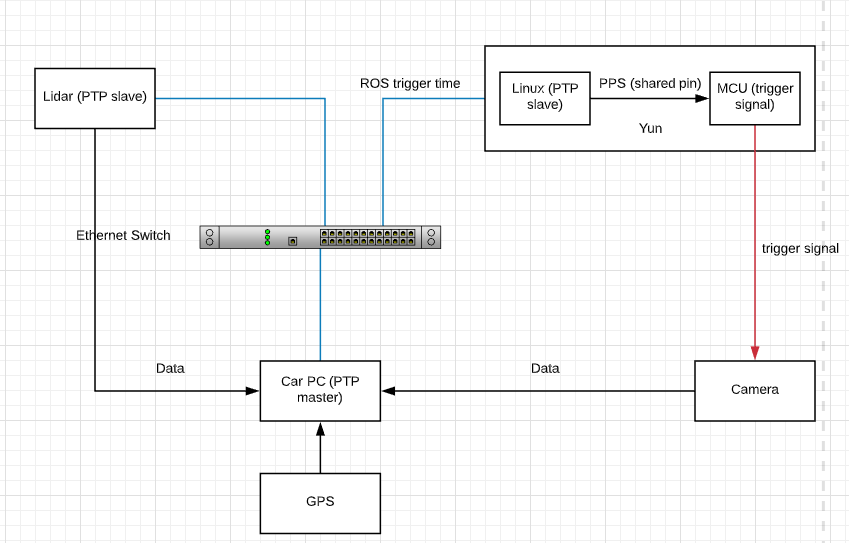 ROS trigger time
Lidar (PTP slave)
Linux (PTP
slave)
PPS (shared pin)
MCU (trigger
signal)
Yun
Ethernet Switch
trigger signal
Data
Data
Car PC (PTP
master)
Camera
GPS